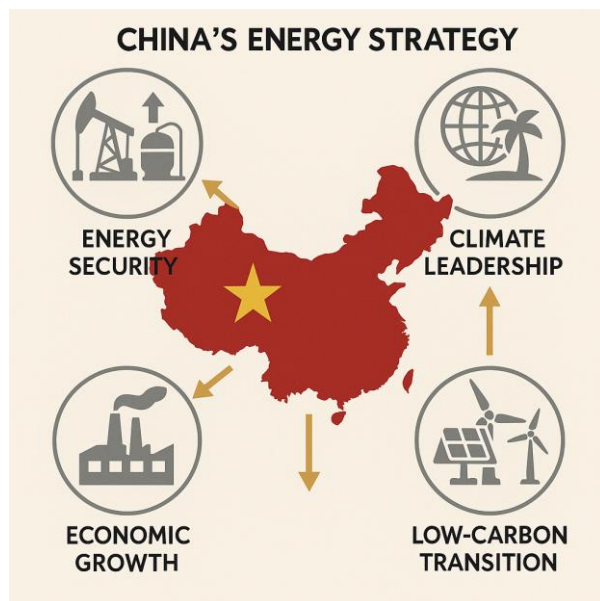 CHINA'S ENERGY STRATEGY
ENERGY
SECURITY
CLIMATE
LEADERSHIP
ECONOMIC
GROWTH
LOW-CARBON
TRANSITION